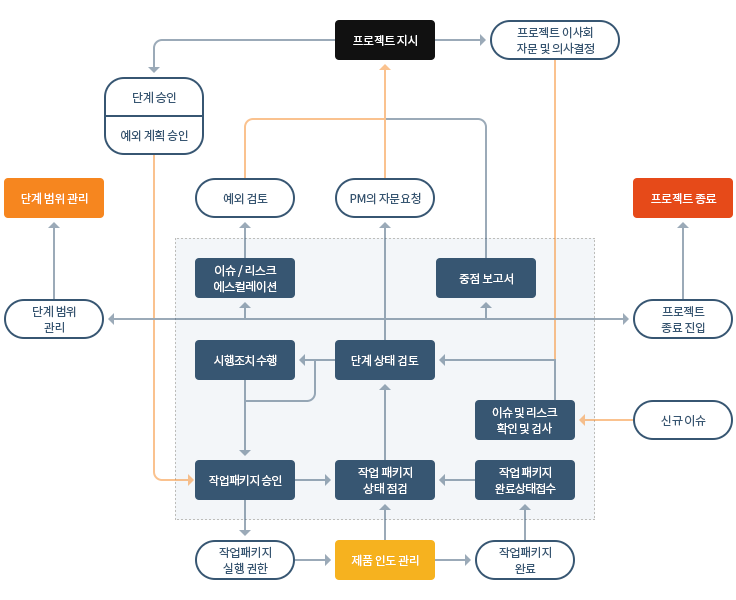 프로젝트 지시
프로젝트 이사회
자문 및 의사결정
단계 승인
예외 계획 승인
단계 범위 관리
예외 검토
PM의 자문요청
프로젝트 종료
이슈 / 리스크
에스컬레이션
중점 보고서
단계 범위
관리
프로젝트
종료 진입
시행조치 수행
단계 상태 검토
이슈 및 리스크
확인 및 검사
신규 이슈
작업패키지 승인
작업 패키지
상태 점검
작업 패키지
완료상태접수
작업패키지
실행 권한
제품 인도 관리
작업패키지
완료